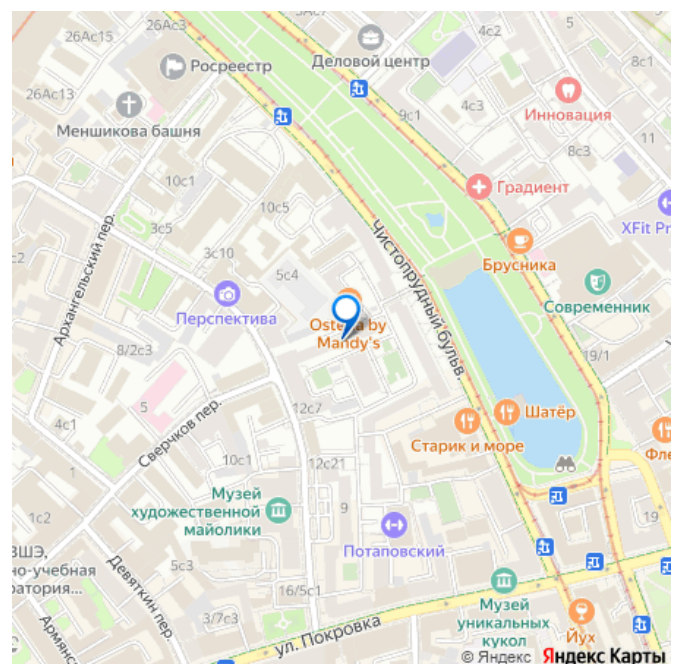 26Ас15
3с1
4с2
8с1
Росреестр
Деловой центр
26Ас13
9с1
4с3
Инновация
Меншикова башня
11
8с3
10с1
Градиент
10с5
3с5
XFit Pr
3с10
Чистопрудный бульв.
Брусника
с2
5с4
Архангельский пер.
Современник
Перспектива
Osteria by
Mandy's
8/2с3
19/1
5
12с7
Шатёр
4с1
Сверчков пер.
Старик и море
Фле
10с1
12с21
Музей
художественной
майолики
1с2
9
19
Потаповский
ВШЭ,
но-учебная
ратория...
5с3
Девяткин пер.
16/5с1
Музей
уникальных
кукол
3/7с3
Армянс
ул. Покровка
Йух
© Яндекс Яндекс Карты